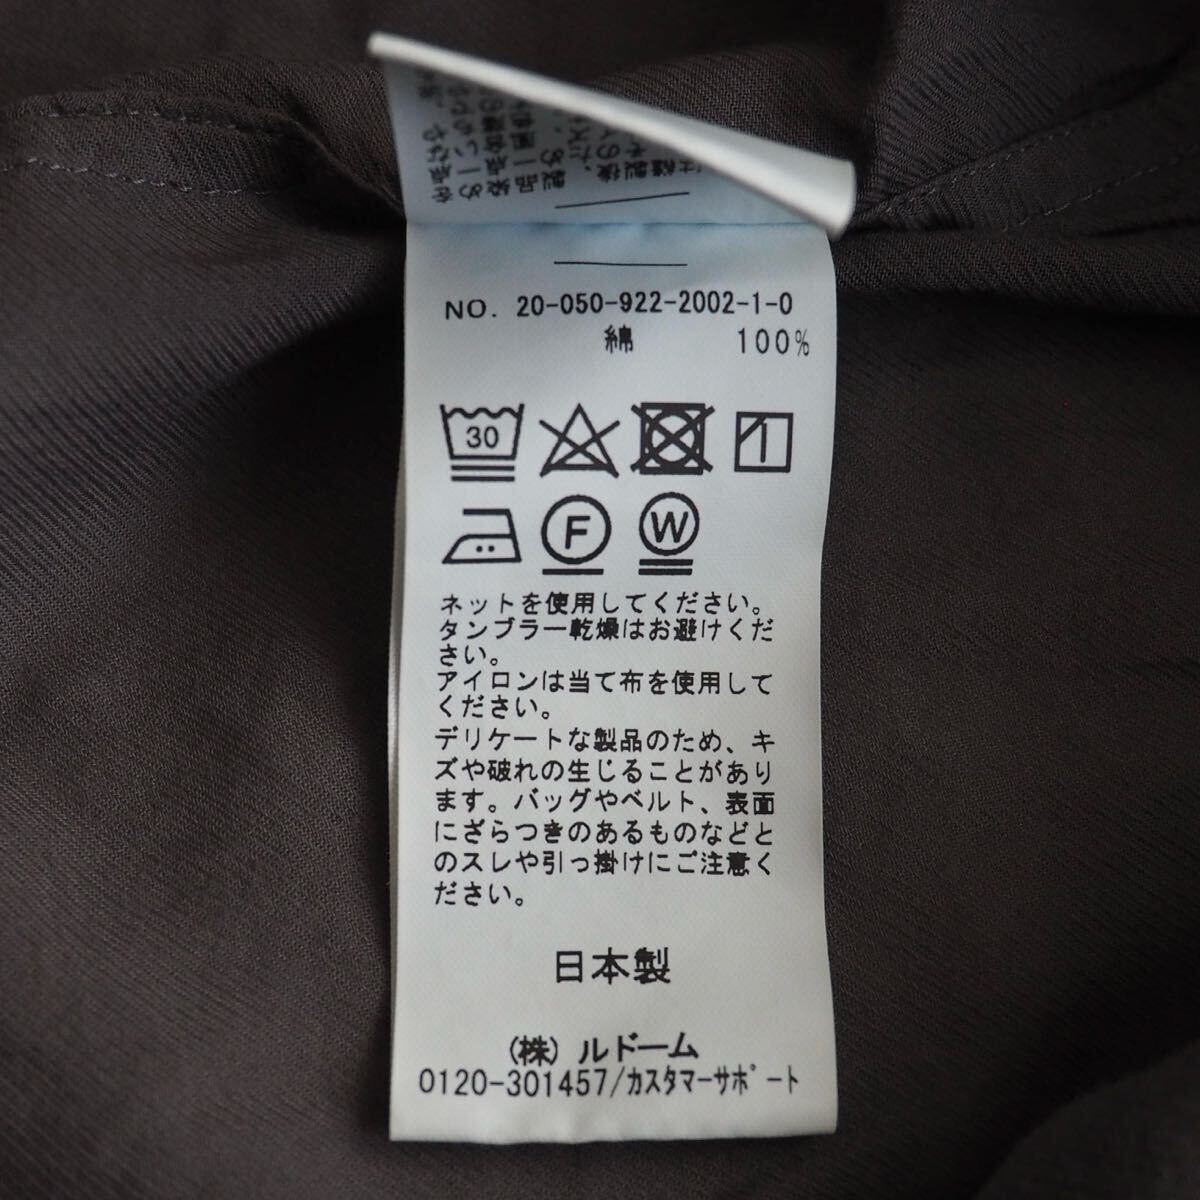 NO. 20-050-922-2002-1-0
綿 100%
30
1
F
W
ネットを使用してください。
タンブラー乾燥はお避けくだ
さい。
アイロンは当て布を使用して
ください。
デリケートな製品のため、キ
ズや破れの生じることがあり
ます。バッグやベルト、表面
にざらつきのあるものなどと
のスレや引っ掛けにご注意く
ださい。
日本製
(株) ルドーム
0120-301457/カスタマーサポート